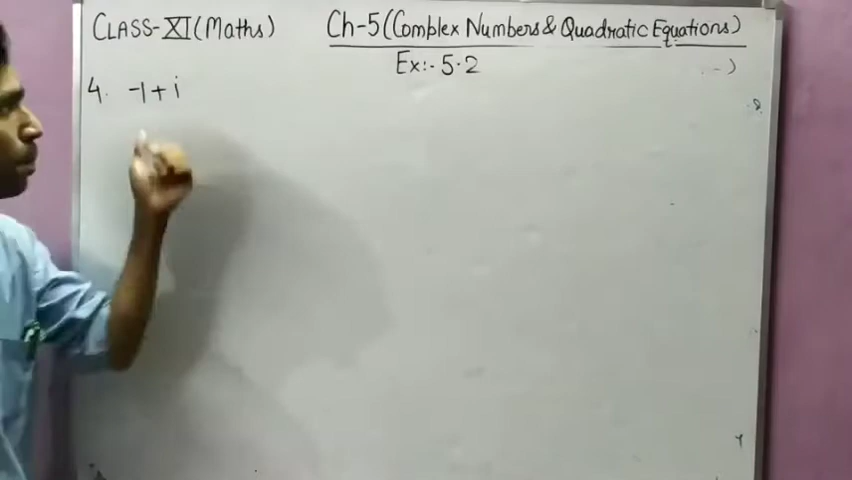 CLASS-XI(Maths)
Ch-5(Complex Numbers & Quadratic Equations)
Ex:- 5.2
4. -1+i